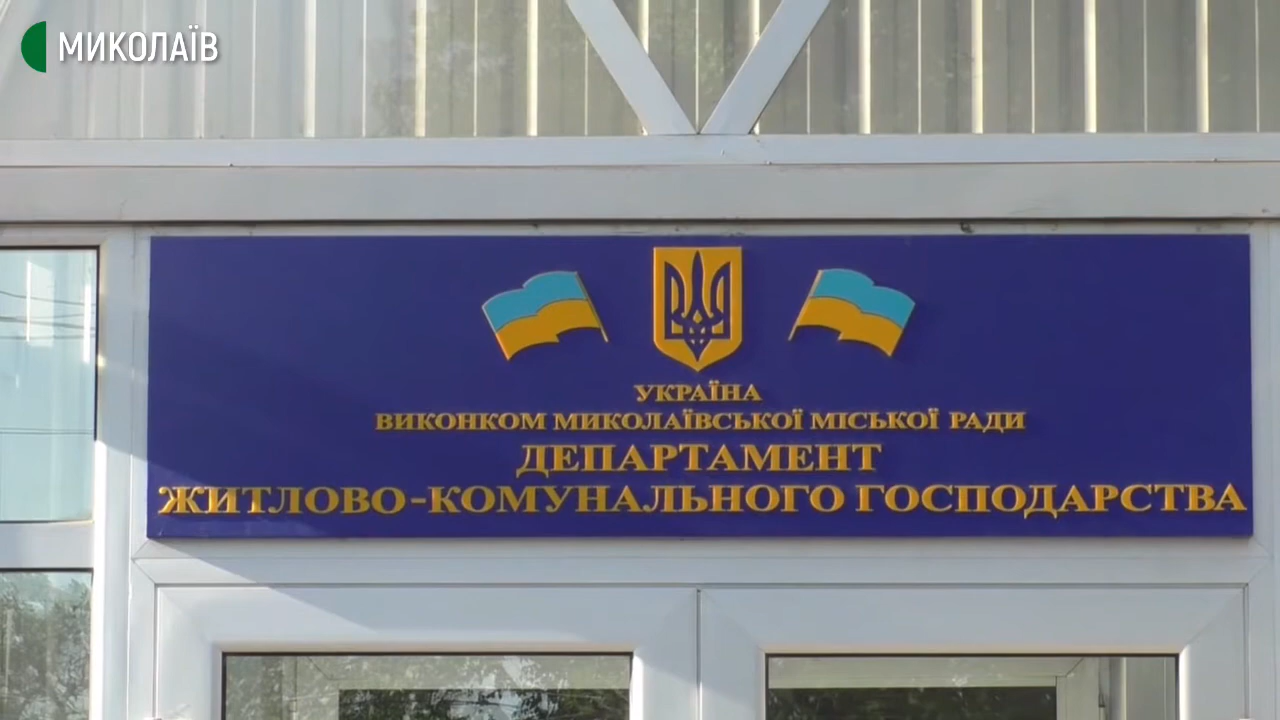 МИКОЛАЇВ
УКРАЇНА
ВИКОНКОМ МИКОЛАЇВСЬКОЇ МІСЬКОЇ РАДИ
ДЕПАРТАМЕНТ
ЖИТЛОВО-КОМУНАЛЬНОГО ГОСПОДАРСТВА